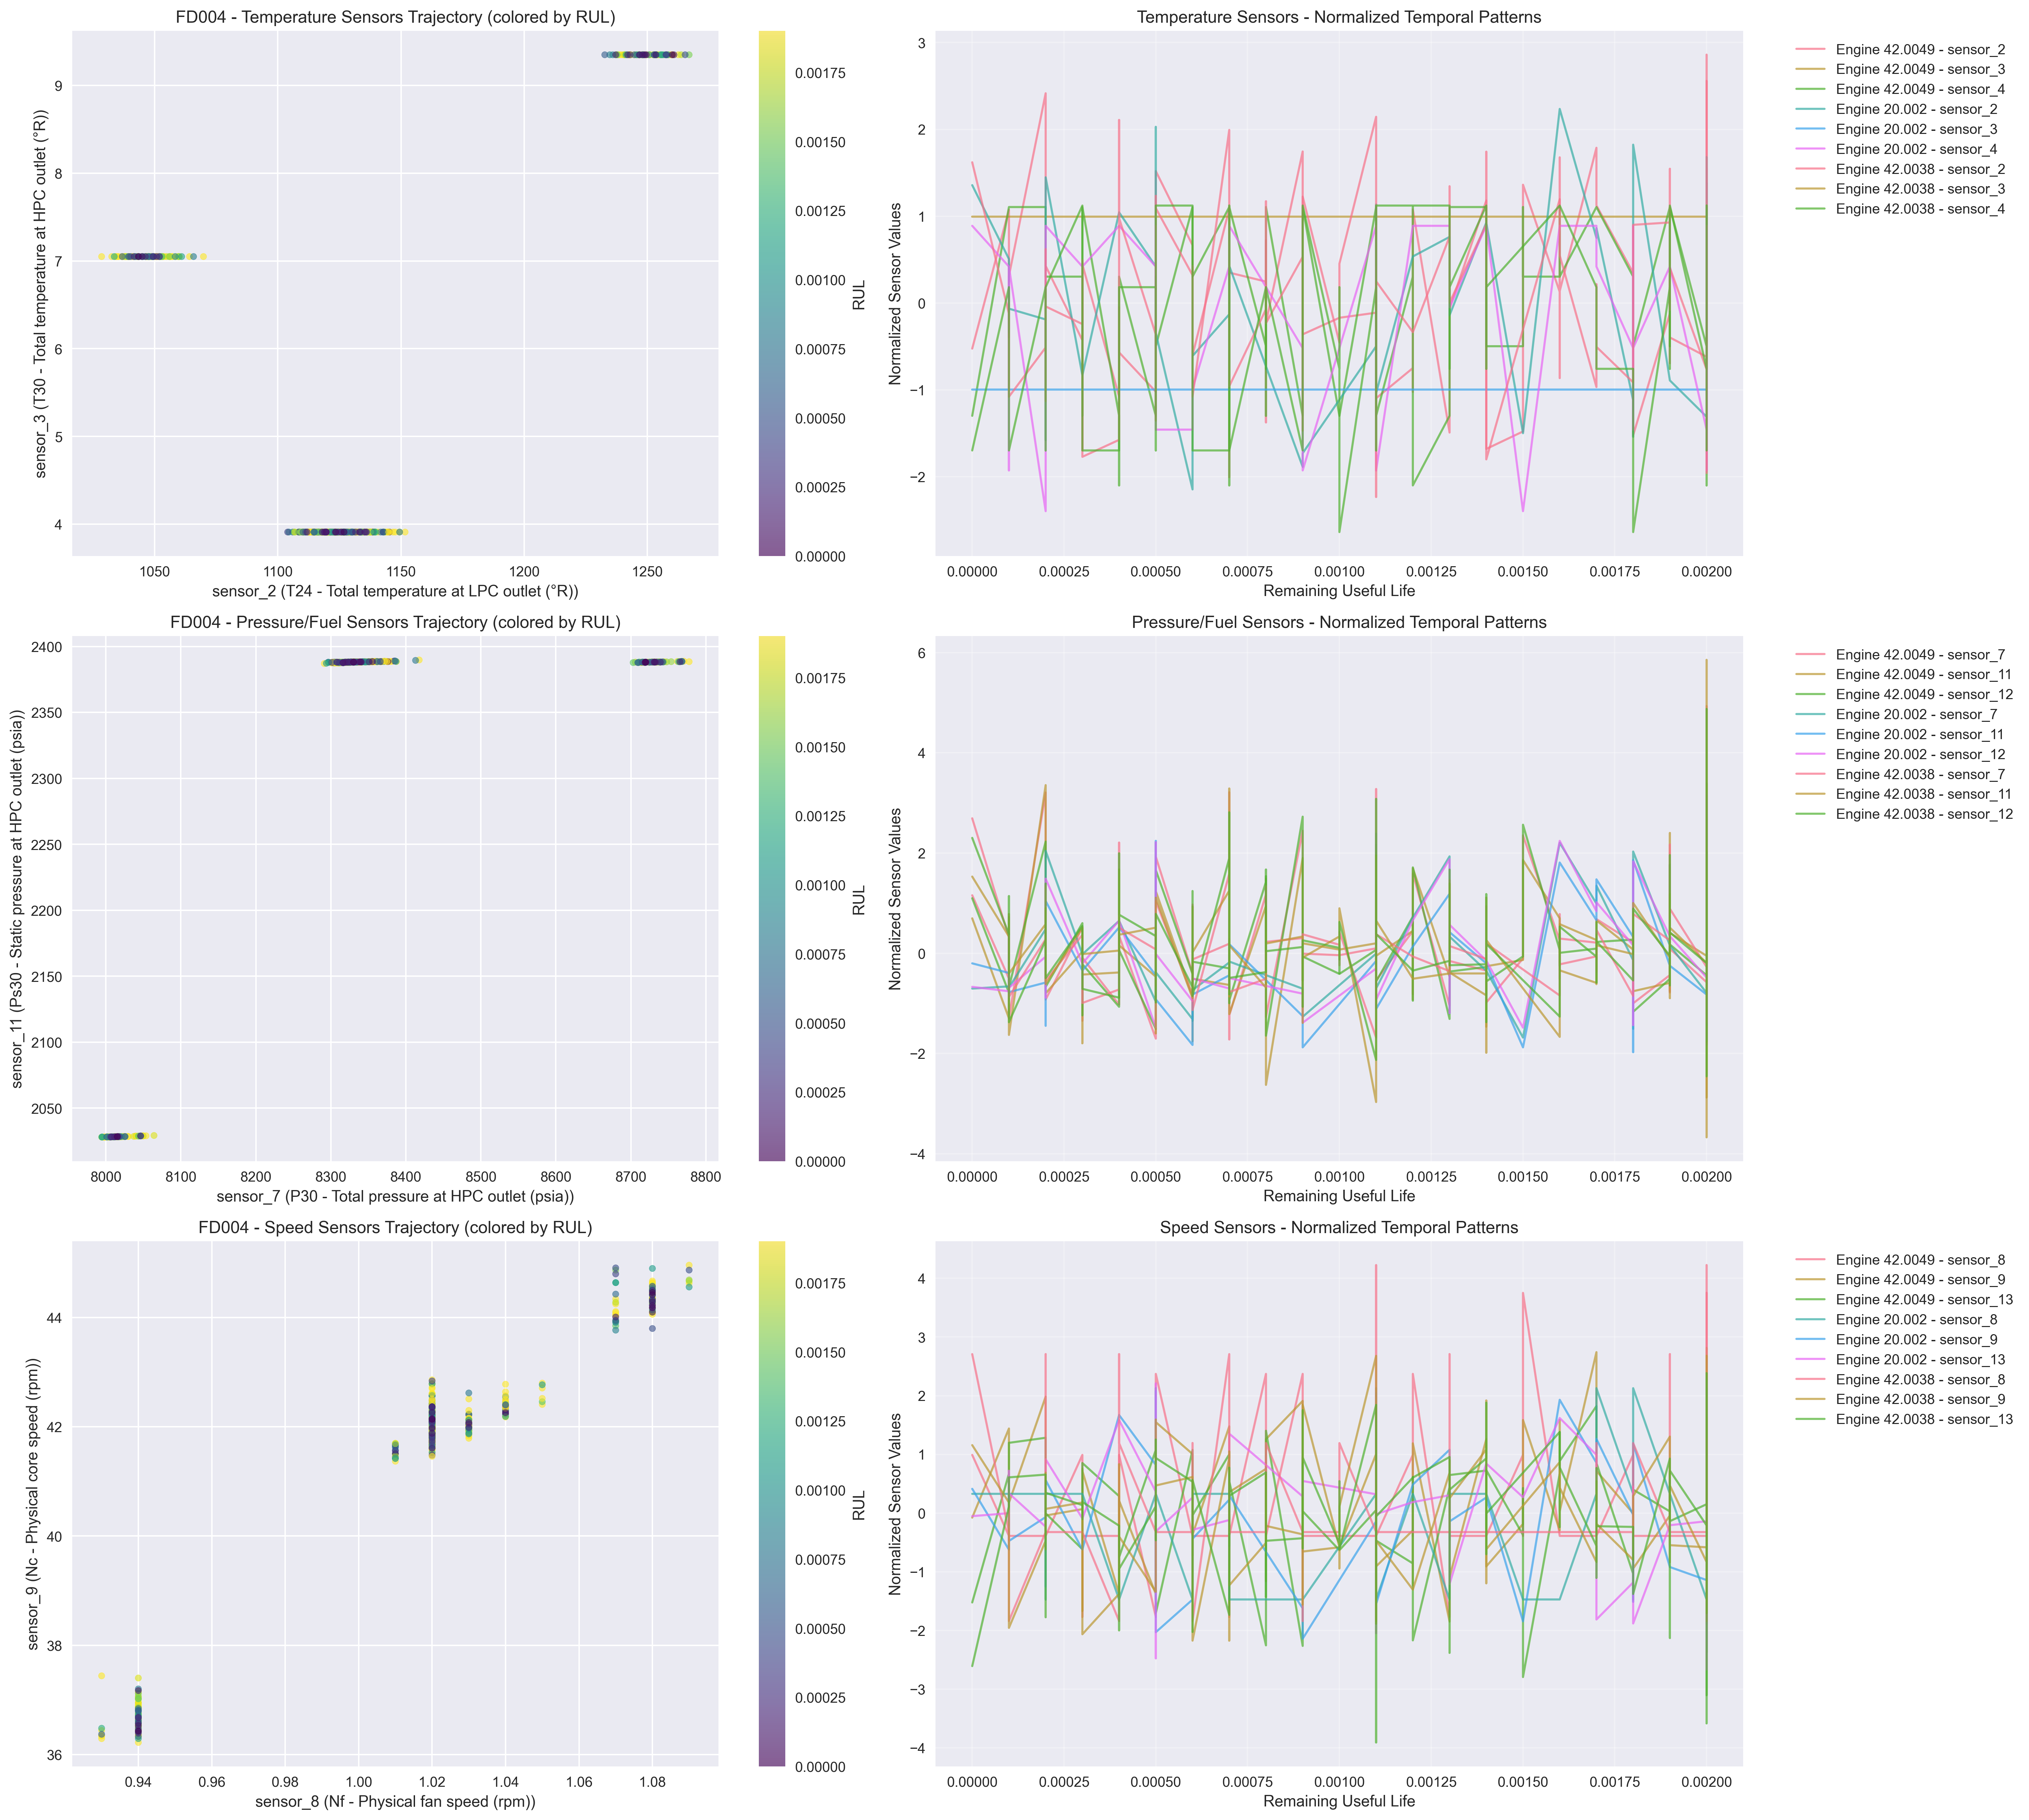 FD004 - Temperature Sensors Trajectory (colored by RUL)
sensor_3 (T30 - Total temperature at HPC outlet (°R))
9
8
7
6
5
4
1050 1100 1150 1200 1250
sensor_2 (T24 - Total temperature at LPC outlet (°R))
0.00175
0.00150
0.00125
0.00100
0.00075
0.00050
0.00025
0.00000
RUL
Temperature Sensors - Normalized Temporal Patterns
Normalized Sensor Values
3
2
1
0
−1
−2
0.00000 0.00025 0.00050 0.00075 0.00100 0.00125 0.00150 0.00175 0.00200
Remaining Useful Life
Engine 42.0049 - sensor_2
Engine 42.0049 - sensor_3
Engine 42.0049 - sensor_4
Engine 20.002 - sensor_2
Engine 20.002 - sensor_3
Engine 20.002 - sensor_4
Engine 42.0038 - sensor_2
Engine 42.0038 - sensor_3
Engine 42.0038 - sensor_4
FD004 - Pressure/Fuel Sensors Trajectory (colored by RUL)
sensor_11 (Ps30 - Static pressure at HPC outlet (psia))
2400
2350
2300
2250
2200
2150
2100
2050
8000 8100 8200 8300 8400 8500 8600 8700 8800
sensor_7 (P30 - Total pressure at HPC outlet (psia))
0.00175
0.00150
0.00125
0.00100
0.00075
0.00050
0.00025
0.00000
RUL
Pressure/Fuel Sensors - Normalized Temporal Patterns
Normalized Sensor Values
6
4
2
0
−2
−4
0.00000 0.00025 0.00050 0.00075 0.00100 0.00125 0.00150 0.00175 0.00200
Remaining Useful Life
Engine 42.0049 - sensor_7
Engine 42.0049 - sensor_11
Engine 42.0049 - sensor_12
Engine 20.002 - sensor_7
Engine 20.002 - sensor_11
Engine 20.002 - sensor_12
Engine 42.0038 - sensor_7
Engine 42.0038 - sensor_11
Engine 42.0038 - sensor_12
FD004 - Speed Sensors Trajectory (colored by RUL)
sensor_9 (Nc - Physical core speed (rpm))
44
42
40
38
36
0.94 0.96 0.98 1.00 1.02 1.04 1.06 1.08
sensor_8 (Nf - Physical fan speed (rpm))
0.00175
0.00150
0.00125
0.00100
0.00075
0.00050
0.00025
0.00000
RUL
Speed Sensors - Normalized Temporal Patterns
Normalized Sensor Values
4
3
2
1
0
−1
−2
−3
−4
0.00000 0.00025 0.00050 0.00075 0.00100 0.00125 0.00150 0.00175 0.00200
Remaining Useful Life
Engine 42.0049 - sensor_8
Engine 42.0049 - sensor_9
Engine 42.0049 - sensor_13
Engine 20.002 - sensor_8
Engine 20.002 - sensor_9
Engine 20.002 - sensor_13
Engine 42.0038 - sensor_8
Engine 42.0038 - sensor_9
Engine 42.0038 - sensor_13